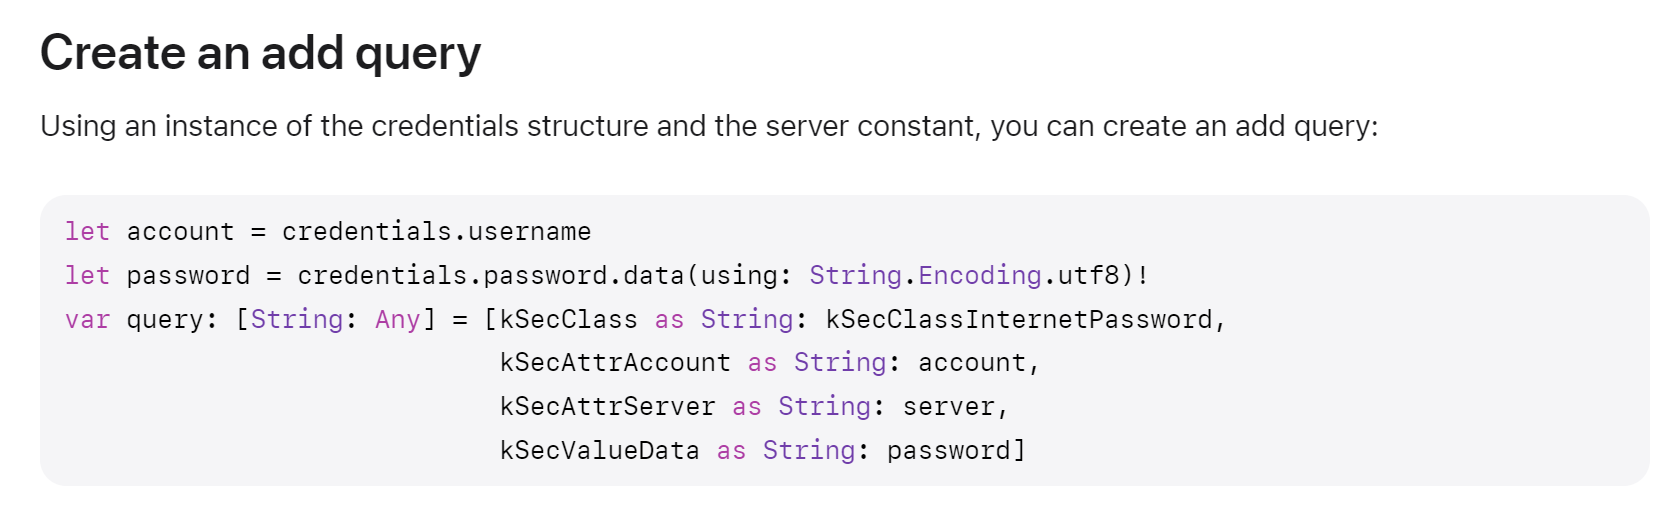 Create an add query
Using an instance of the credentials structure and the server constant, you can create an add query:
let account = credentials.username
let password = credentials.password.data(using: String.Encoding.utf8)!
var query: [String: Any] = [kSecClass as String: kSecClassInternetPassword,
                            kSecAttrAccount as String: account,
                            kSecAttrServer as String: server,
                            kSecValueData as String: password]